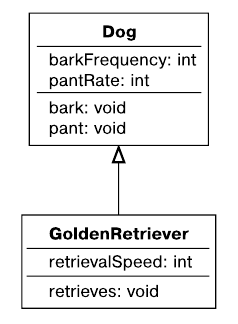 Dog
barkFrequency: int
pantRate: int
bark: void
pant: void
GoldenRetriever
retrievalSpeed: int
retrieves: void